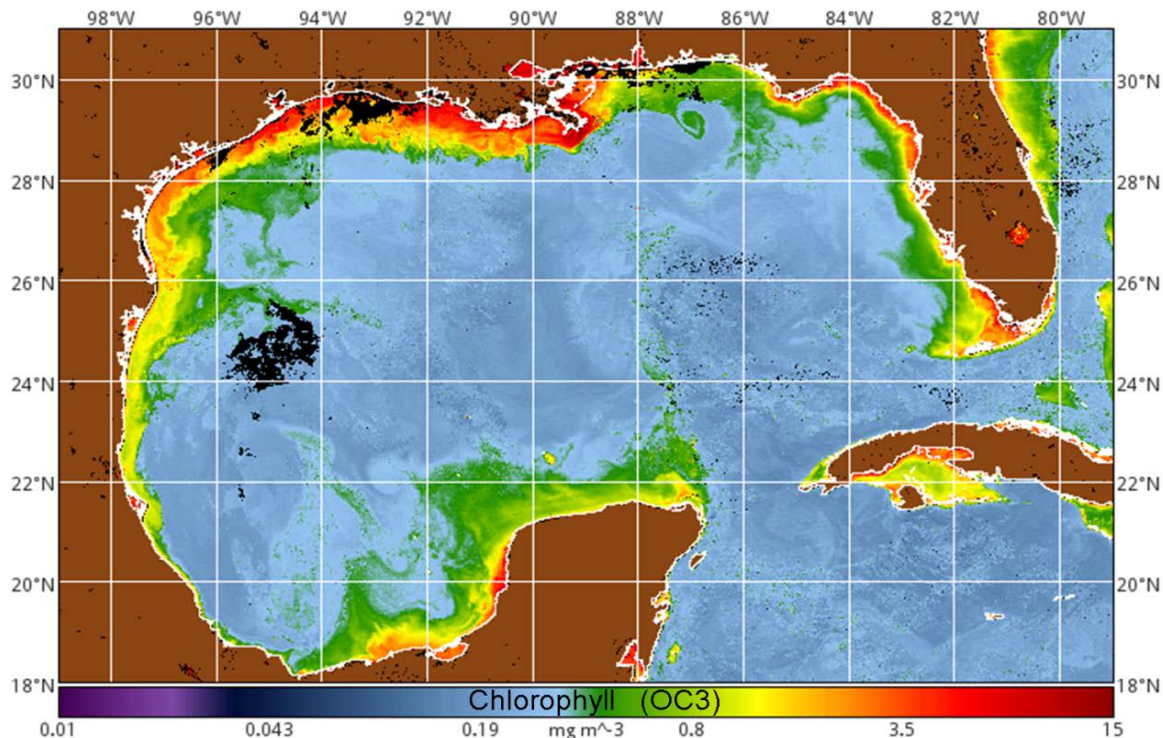 98°W 96°W 94°W 92°W 90°W 88°W 86°W 84°W 82°W 80°W
30°N 30°N
28°N 28°N
26°N 26°N
24°N 24°N
22°N 22°N
20°N 20°N
18°N 18°N
Chlorophyll (OC3)
0.01 0.043 0.19 mg m^-3 0.8 3.5 15